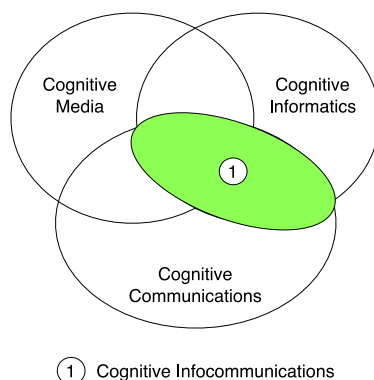 Cognitive
Media
Cognitive
Informatics
1
Cognitive
Communications
1 Cognitive Infocommunications